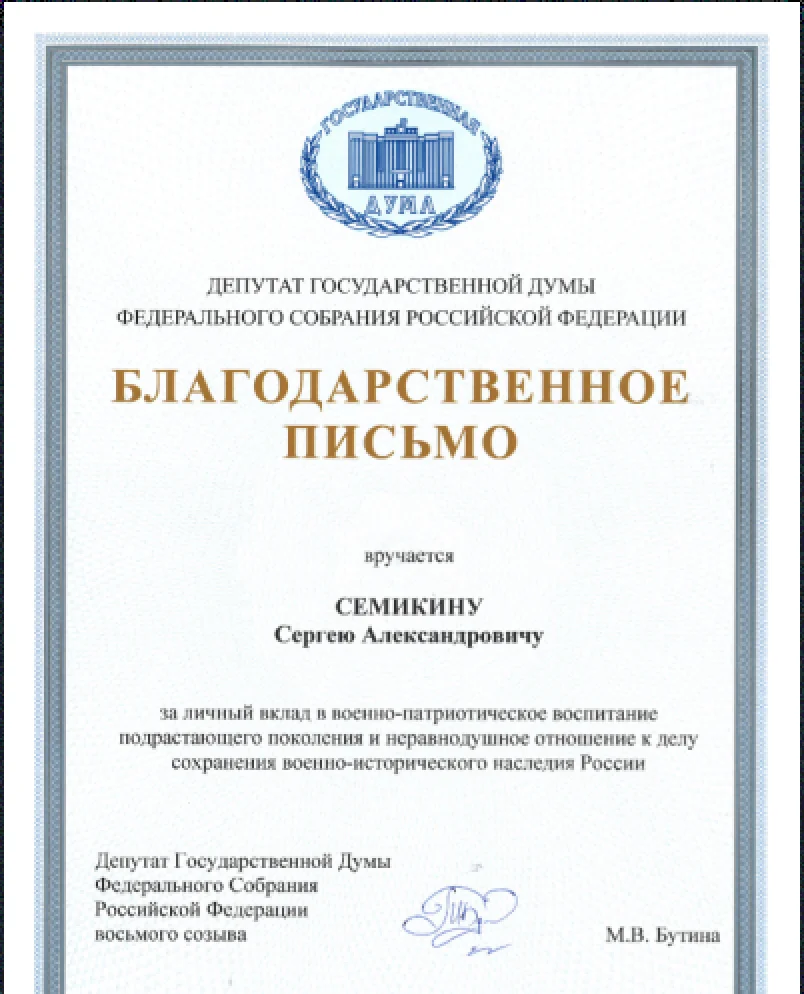 ГОСУДАРСТВЕННАЯ
ДУМА
ДЕПУТАТ ГОСУДАРСТВЕННОЙ ДУМЫ
ФЕДЕРАЛЬНОГО СОБРАНИЯ РОССИЙСКОЙ ФЕДЕРАЦИИ
БЛАГОДАРСТВЕННОЕ
ПИСЬМО
вручается
СЕМИКИНУ
Сергею Александровичу
за личный вклад в военно-патриотическое воспитание
подрастающего поколения и неравнодушное отношение к делу
сохранения военно-исторического наследия России
Депутат Государственной Думы
Федерального Собрания
Российской Федерации
восьмого созыва
М.В. Бутина